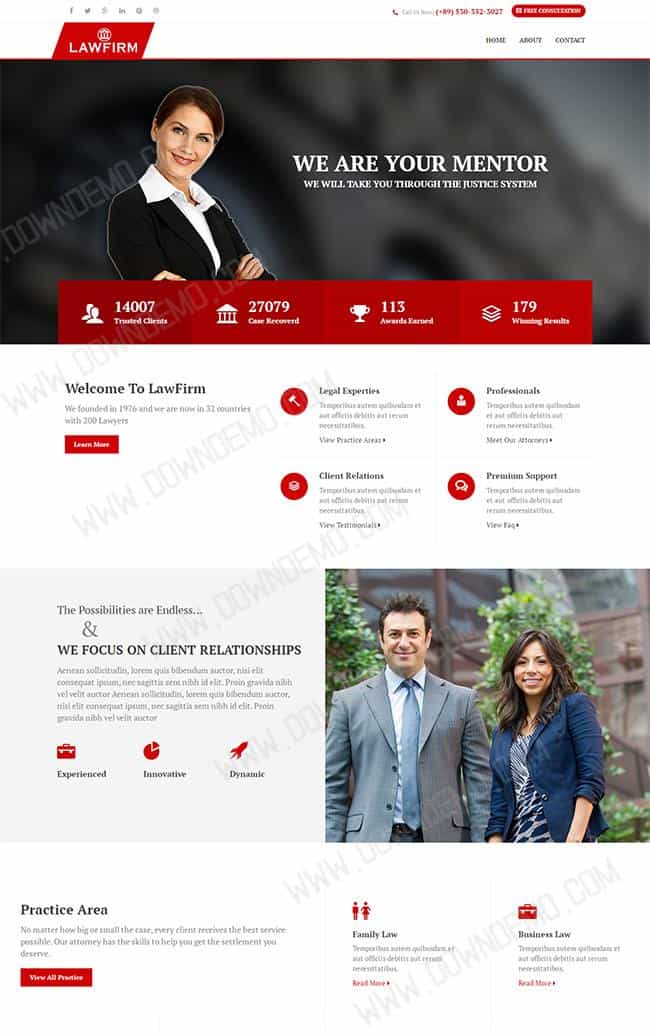 Call Us Now: (+89) 530-332-3027
FREE CONSULTATION
LAWFIRM
HOME ABOUT CONTACT
WE ARE YOUR MENTOR
WE WILL TAKE YOU THROUGH THE JUSTICE SYSTEM
14007
Trusted Clients
27079
Case Recoverd
113
Awards Earned
179
Winning Results
Welcome To LawFirm
We founded in 1976 and we are now in 32 countries
with 200 Lawyers
Learn More
Legal Experties
Temporibus autem quibusdam et
aut officiis debitis aut rerum
necessitatibus.
View Practice Areas
Professionals
Temporibus autem quibusdam et
aut officiis debitis aut rerum
necessitatibus.
Meet Our Attorneys
Client Relations
Temporibus autem quibusdam et
aut officiis debitis aut rerum
necessitatibus.
View Testimonials
Premium Support
Temporibus autem quibusdam et
aut officiis debitis aut rerum
necessitatibus.
View Faq
The Possibilities are Endless...
&
WE FOCUS ON CLIENT RELATIONSHIPS
Aenean sollicitudin, lorem quis bibendum auctor, nisi elit
consequat ipsum, nec sagittis sem nibh id elit. Proin gravida
nibh vel velit auctor Aenean sollicitudin, lorem quis bibendum auctor,
nisi elit consequat ipsum, nec sagittis sem nibh id elit. Proin
gravida nibh vel velit auctor
Experienced
Innovative
Dynamic
Practice Area
No matter how big or small the case, every client receives the best service
possible. Our attorney has the skills to help you get the settlement you
deserve.
View All Practice
Family Law
Temporibus autem quibusdam et
aut officiis debitis aut rerum
necessitatibus.
Read More
Business Law
Temporibus autem quibusdam et
aut officiis debitis aut rerum
necessitatibus.
Read More
WWW.DOWNDEMO.COM